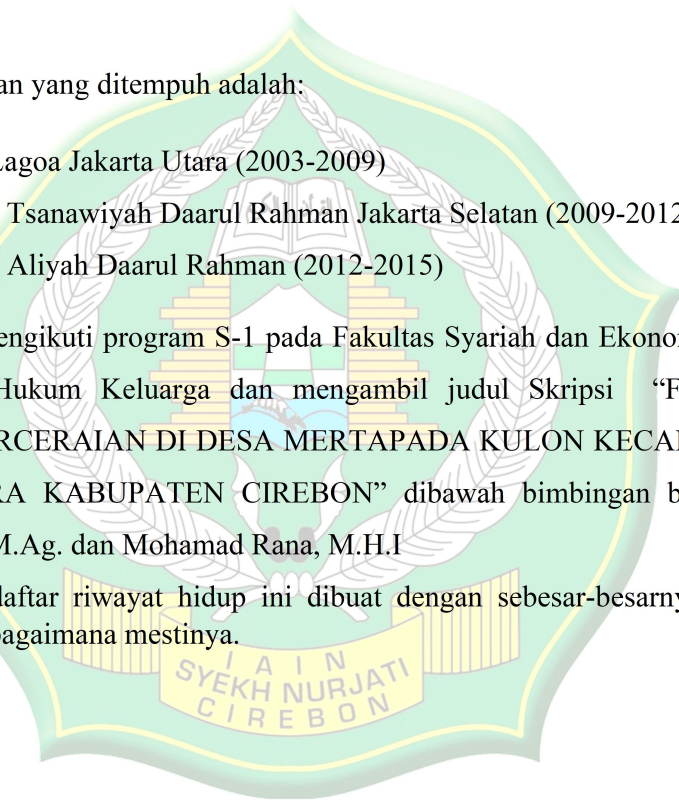 an yang ditempuh adalah:
Lagoa Jakarta Utara (2003-2009)
Tsanawiyah Daarul Rahman Jakarta Selatan (2009-2012
Aliyah Daarul Rahman (2012-2015)
engikuti program S-1 pada Fakultas Syariah dan Ekono
Hukum Keluarga dan mengambil judul Skripsi “F
RCERAIAN DI DESA MERTAPADA KULON KECA
RA KABUPATEN CIREBON” dibawah bimbingan b
M.Ag. dan Mohamad Rana, M.H.I
daftar riwayat hidup ini dibuat dengan sebesar-besarny
bagaimana mestinya.
IAIN
SYEKH NURJATI
CIREBON